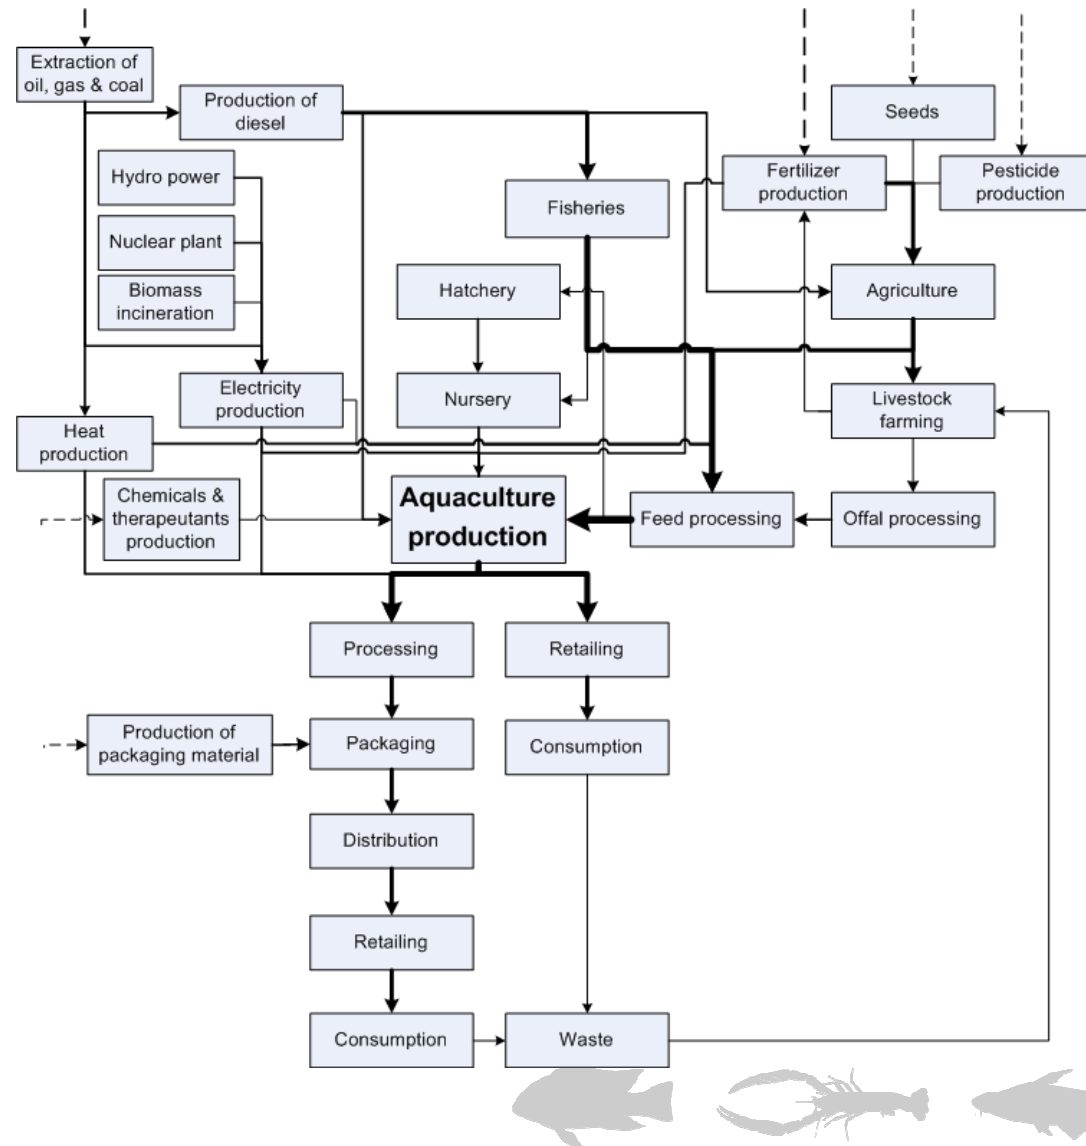 Extraction of
oil, gas & coal
Production of
diesel
Seeds
Hydro power
Fertilizer
production
Pesticide
production
Fisheries
Nuclear plant
Biomass
incineration
Hatchery
Agriculture
Electricity
production
Nursery
Livestock
farming
Heat
production
Chemicals &
therapeutants
production
Aquaculture
production
Feed processing
Offal processing
Processing
Retailing
Production of
packaging material
Packaging
Consumption
Distribution
Retailing
Consumption
Waste